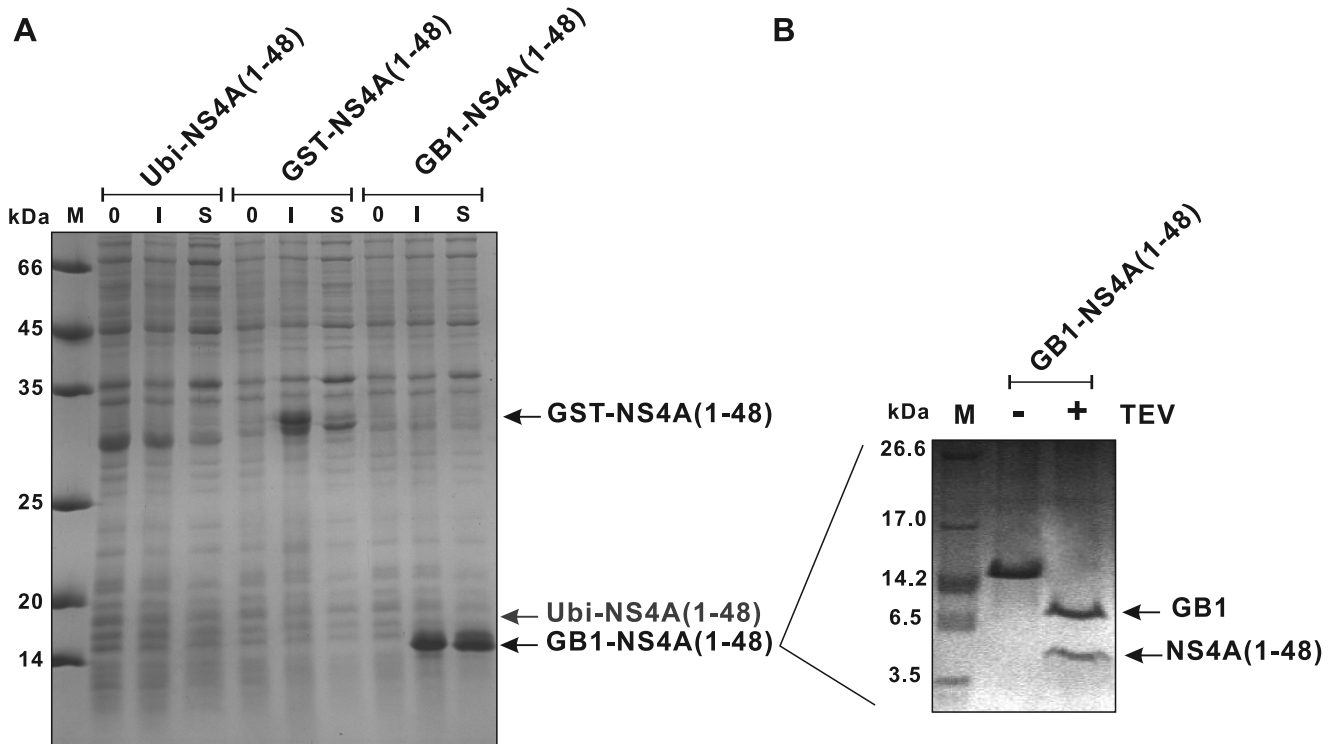 A
Ubi-NS4A(1-48)
GST-NS4A(1-48)
GB1-NS4A(1-48)
kDa M 0 I S 0 I S 0 I S
66
45
35
25
20
14
GST-NS4A(1-48)
Ubi-NS4A(1-48)
GB1-NS4A(1-48)
B
GB1-NS4A(1-48)
kDa M - + TEV
26.6
17.0
14.2
6.5
3.5
GB1
NS4A(1-48)